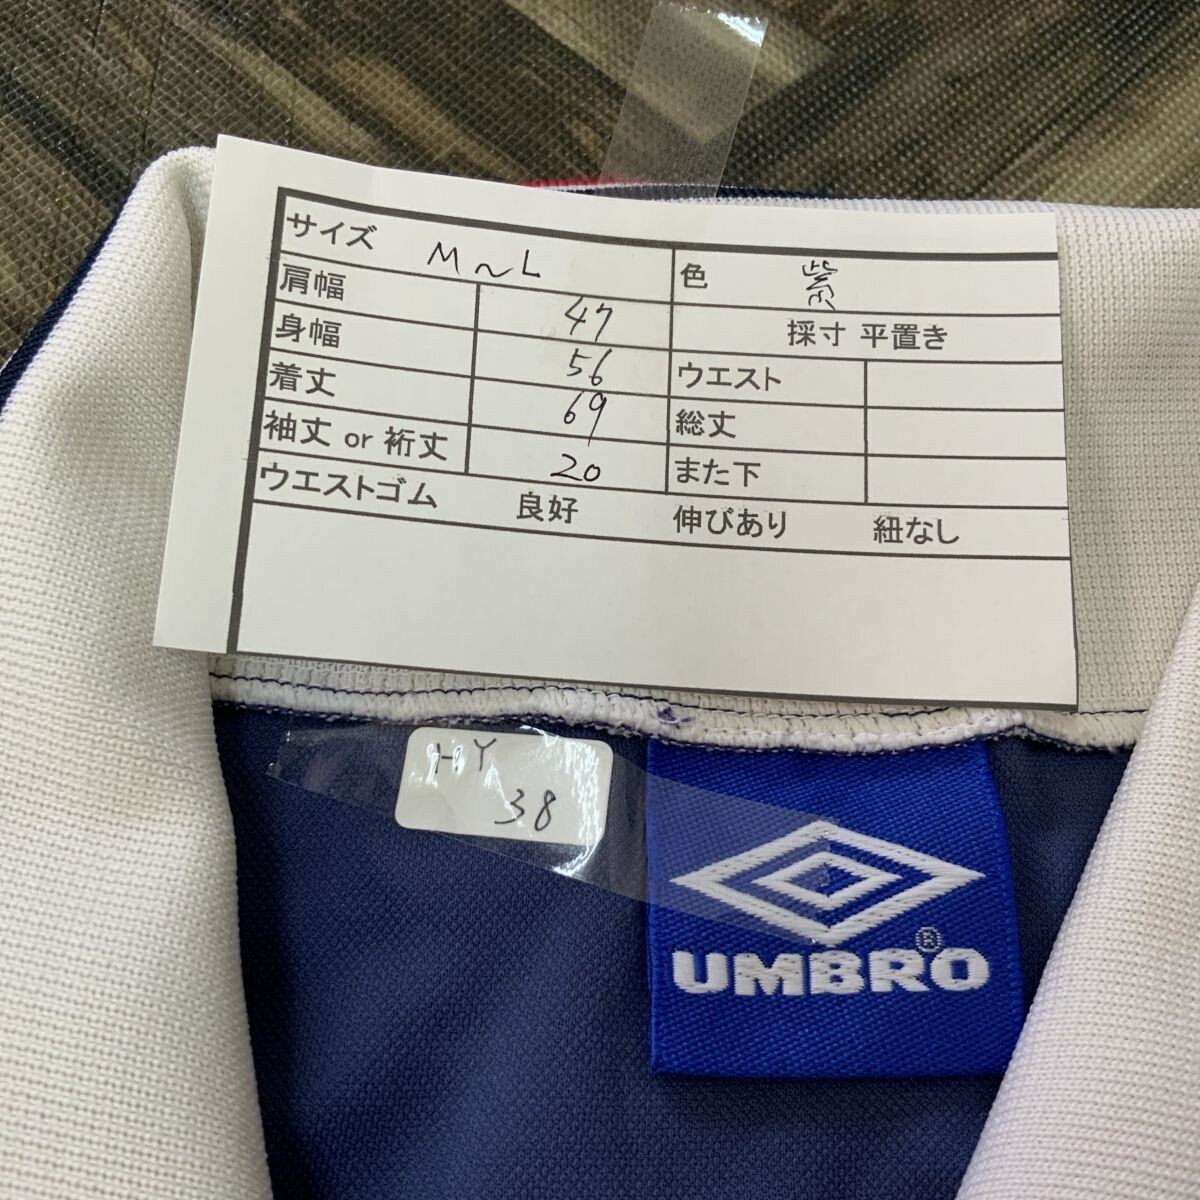 サイズ M～L 色 紫
肩幅 47 採寸 平置き
身幅 56 ウエスト
着丈 69 総丈
袖丈 or 裄丈 20 また下
ウエストゴム 良好 伸びあり 紐なし
HY
38
UMBRO®